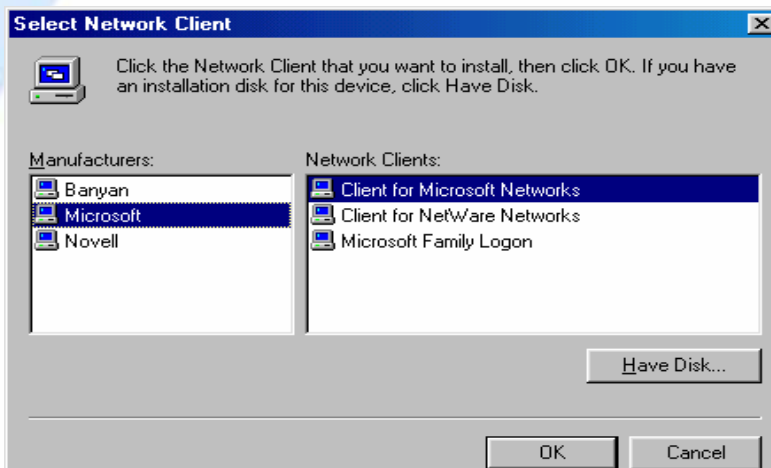 Select Network Client
Click the Network Client that you want to install, then click OK. If you have
an installation disk for this device, click Have Disk.
Manufacturers:
Banyan
Microsoft
Novell
Network Clients:
Client for Microsoft Networks
Client for NetWare Networks
Microsoft Family Logon
Have Disk...
OK
Cancel